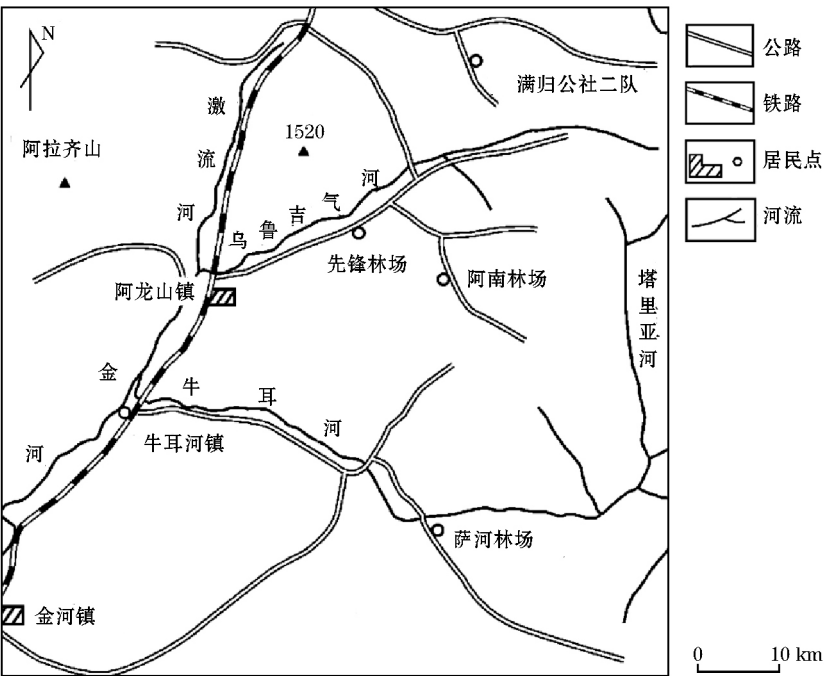 N
公路
铁路
居民点
河流
满归公社二队
阿拉齐山
1520
激流河
乌鲁吉气河
先锋林场
阿南林场
塔里亚河
阿龙山镇
金河
牛耳河
牛耳河镇
萨河林场
金河镇
0 10 km